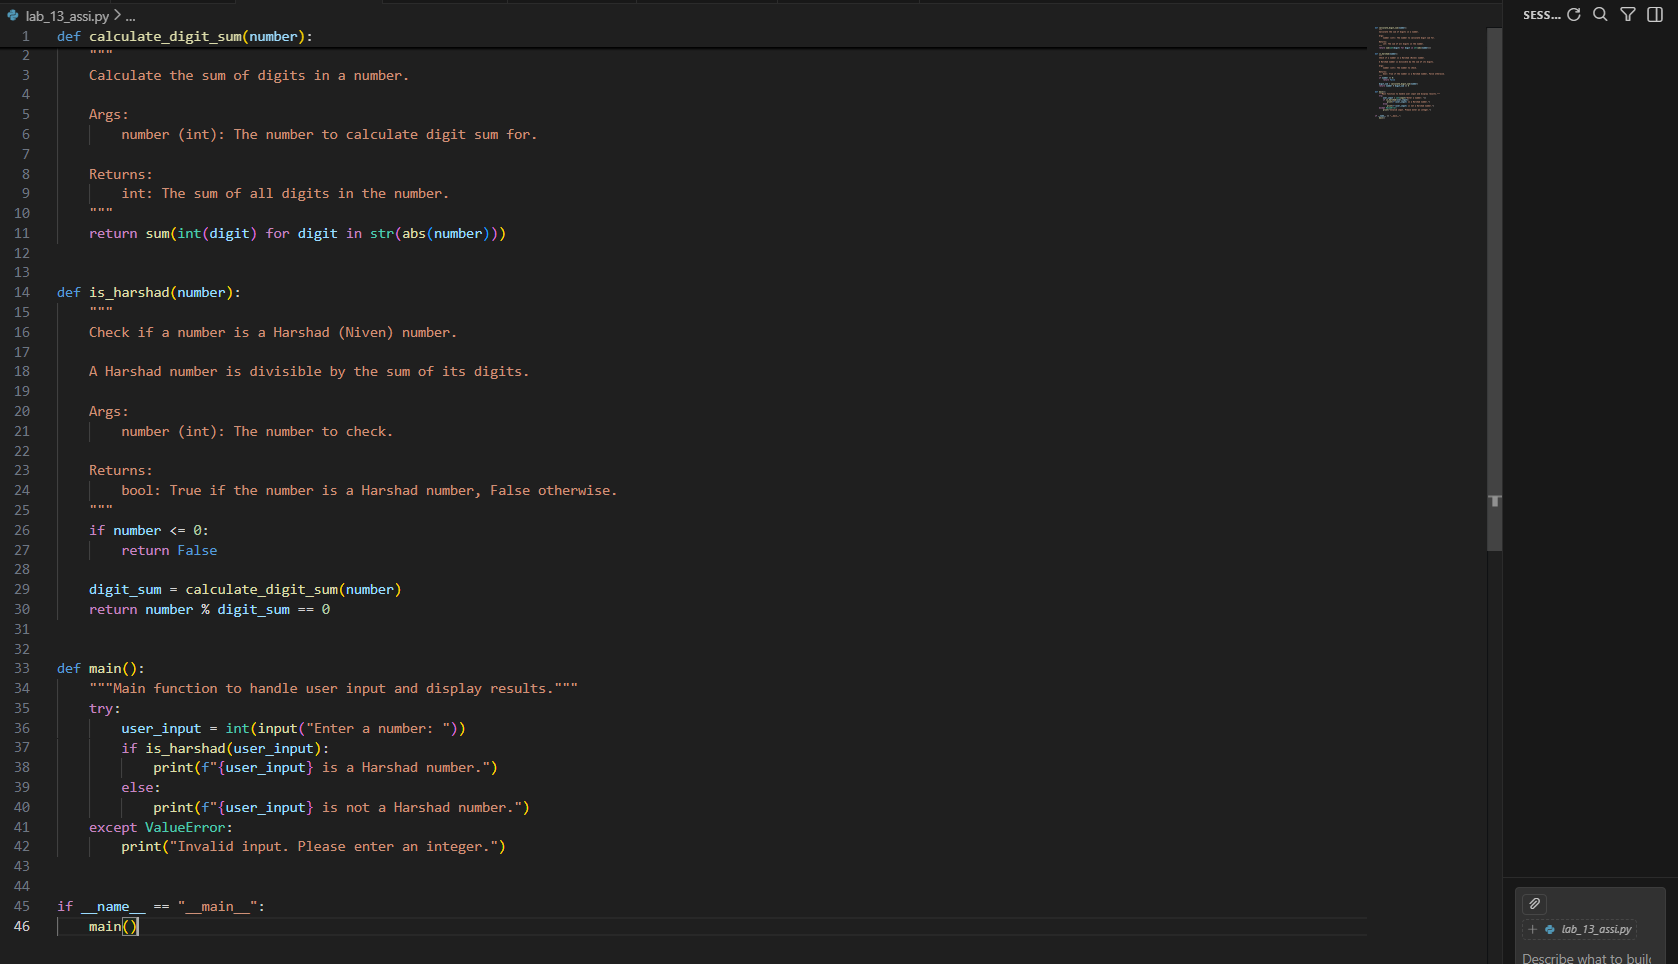 lab_13_assi.py > ...
1 def calculate_digit_sum(number):
2     """
3     Calculate the sum of digits in a number.
4
5     Args:
6         number (int): The number to calculate digit sum for.
7
8     Returns:
9         int: The sum of all digits in the number.
10     """
11     return sum(int(digit) for digit in str(abs(number)))
12
13
14 def is_harshad(number):
15     """
16     Check if a number is a Harshad (Niven) number.
17
18     A Harshad number is divisible by the sum of its digits.
19
20     Args:
21         number (int): The number to check.
22
23     Returns:
24         bool: True if the number is a Harshad number, False otherwise.
25     """
26     if number <= 0:
27         return False
28
29     digit_sum = calculate_digit_sum(number)
30     return number % digit_sum == 0
31
32
33 def main():
34     """Main function to handle user input and display results."""
35     try:
36         user_input = int(input("Enter a number: "))
37         if is_harshad(user_input):
38             print(f"{user_input} is a Harshad number.")
39         else:
40             print(f"{user_input} is not a Harshad number.")
41     except ValueError:
42         print("Invalid input. Please enter an integer.")
43
44
45 if __name__ == "__main__":
46     main()
SESS...
+ lab_13_assi.py
Describe what to build